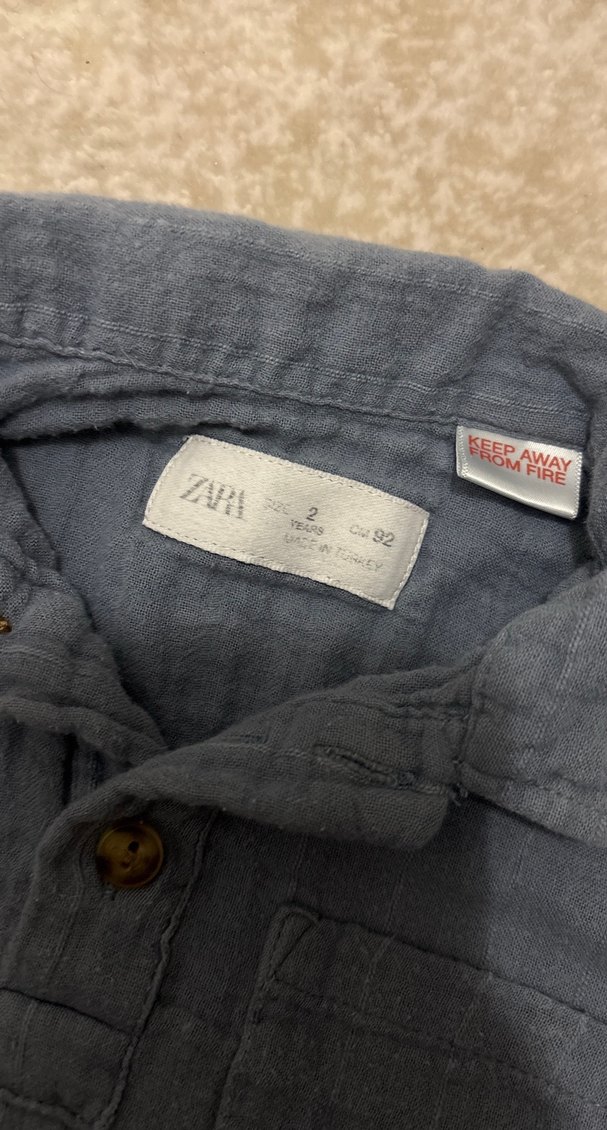 ZARA
SIZE 2 CM 92
YEARS
MADE IN TURKEY
KEEP AWAY
FROM FIRE